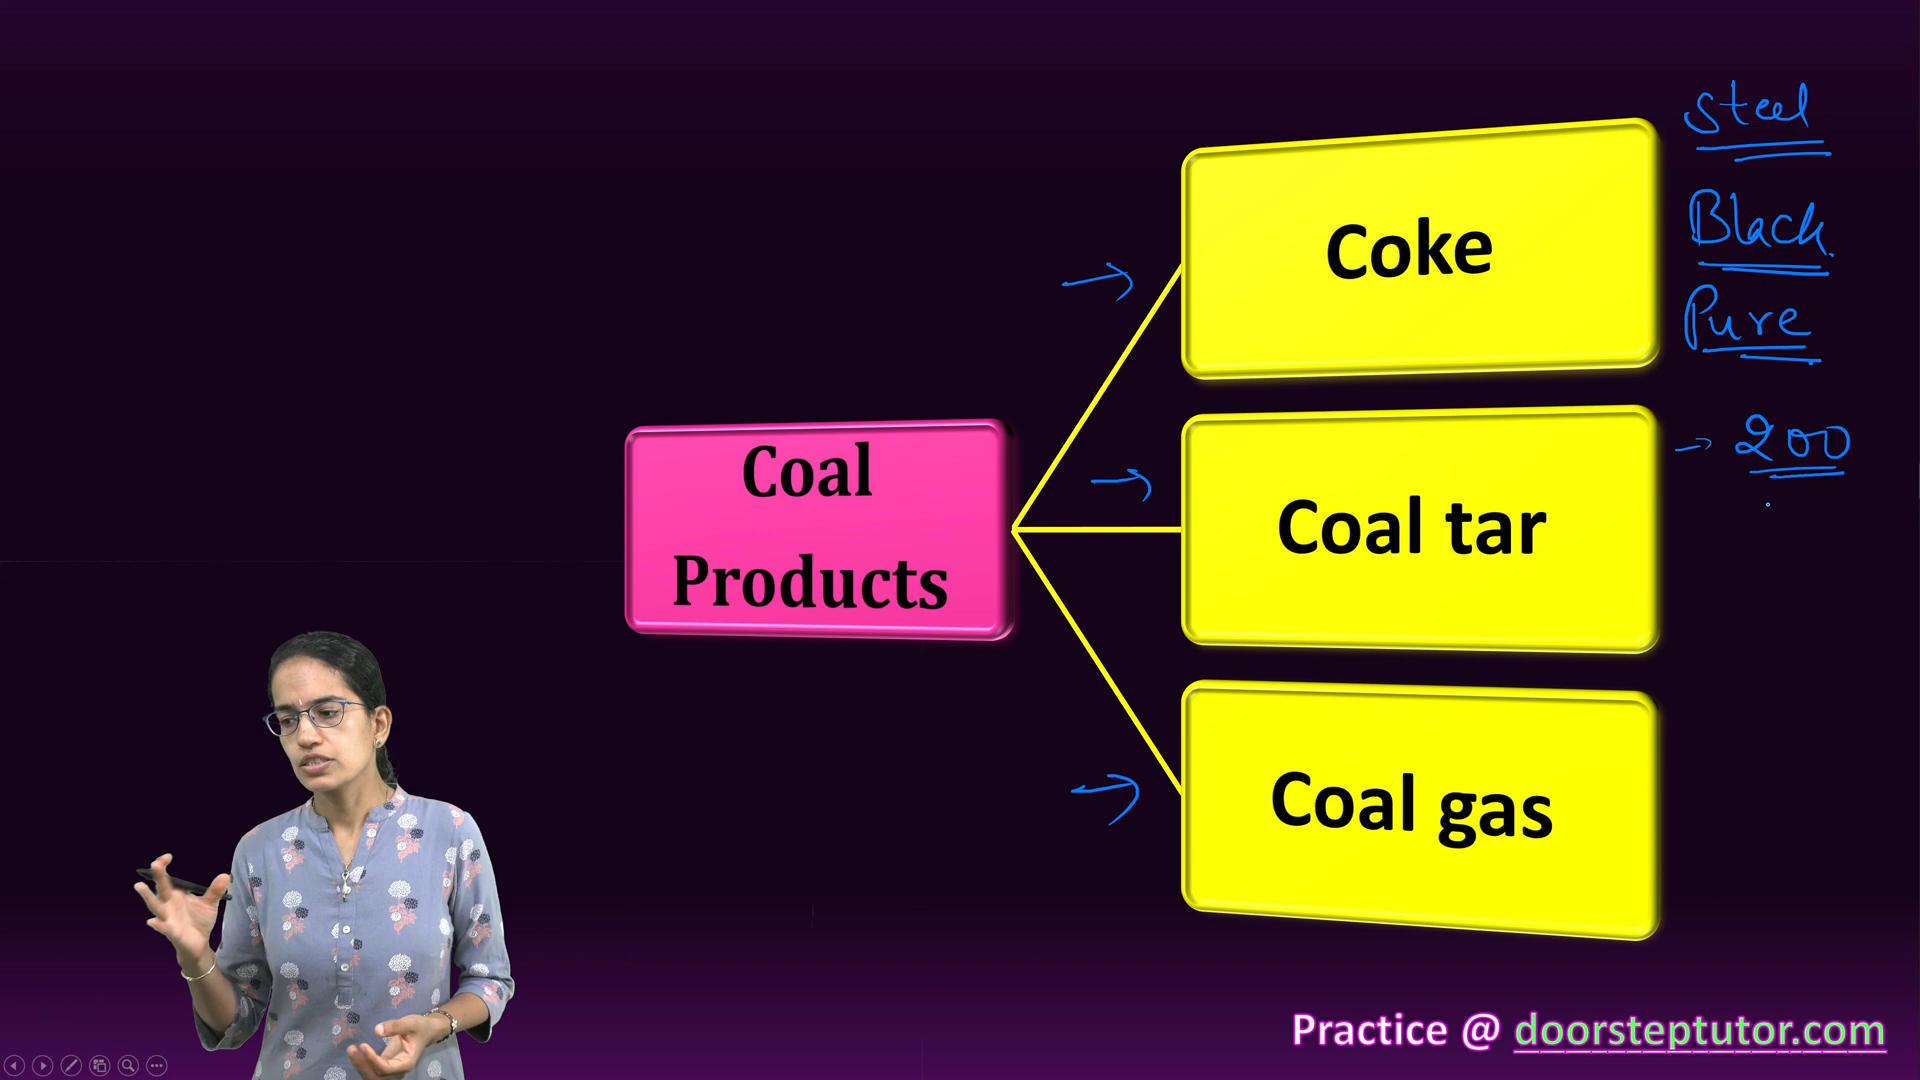 Coal
Products
Coke
steel
Black
Pure
Coal tar
200
Coal gas
Practice @ doorsteptutor.com